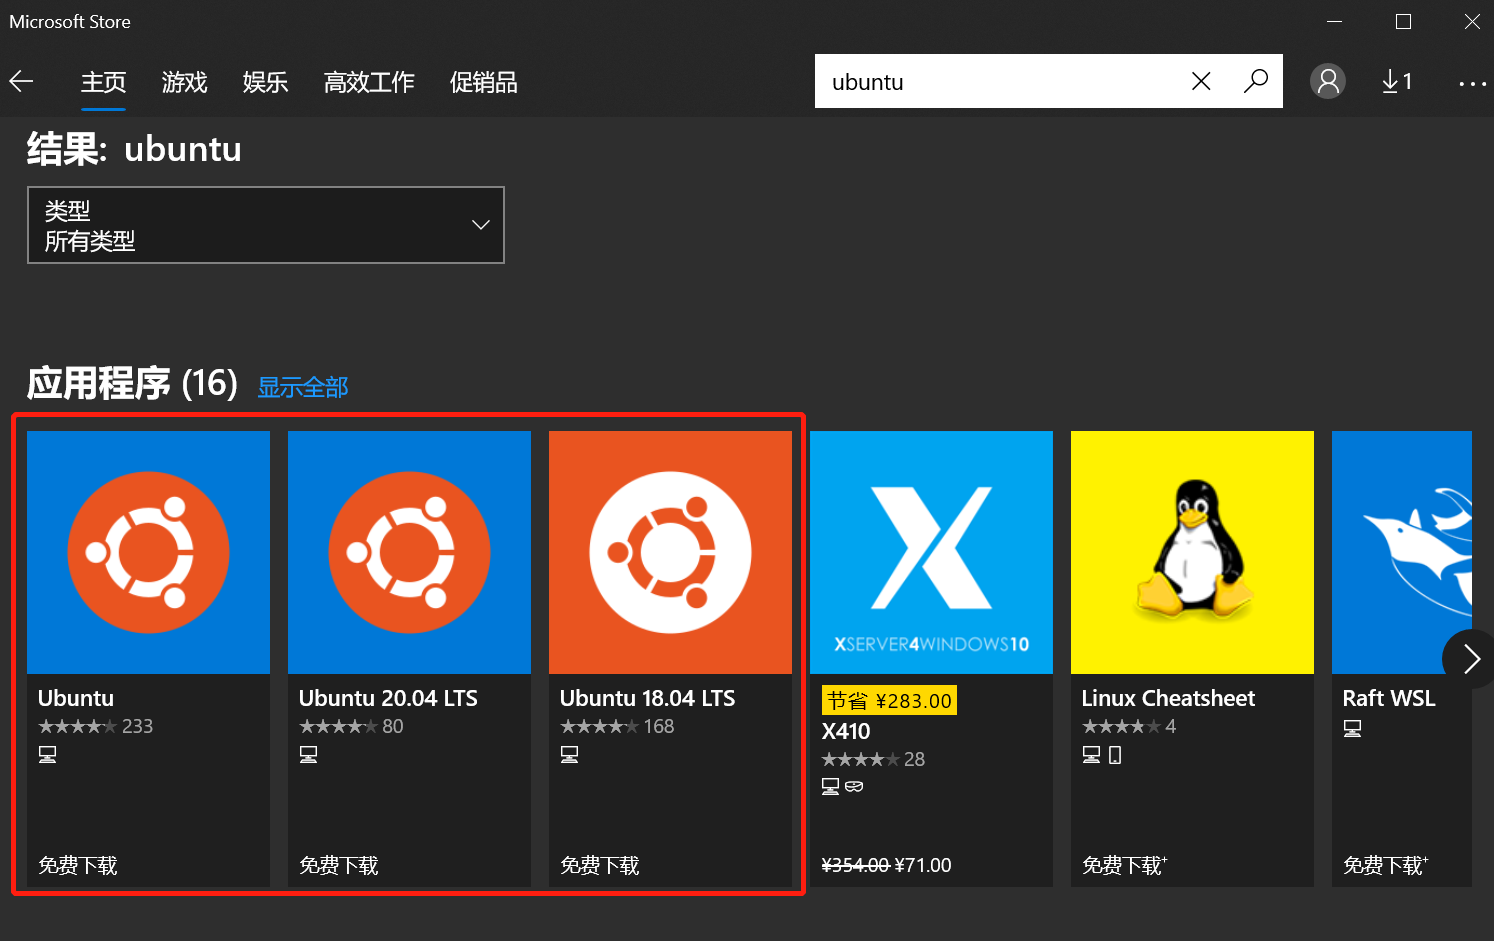 Microsoft Store
主页 游戏 娱乐 高效工作 促销品 ubuntu 1
结果: ubuntu
类型
所有类型
应用程序 (16) 显示全部
XSERVER4WINDOWS10
Ubuntu
233
免费下载
Ubuntu 20.04 LTS
80
免费下载
Ubuntu 18.04 LTS
168
免费下载
节省 ¥283.00
X410
28
¥354.00 ¥71.00
Linux Cheatsheet
4
免费下载+
Raft WSL
免费下载+